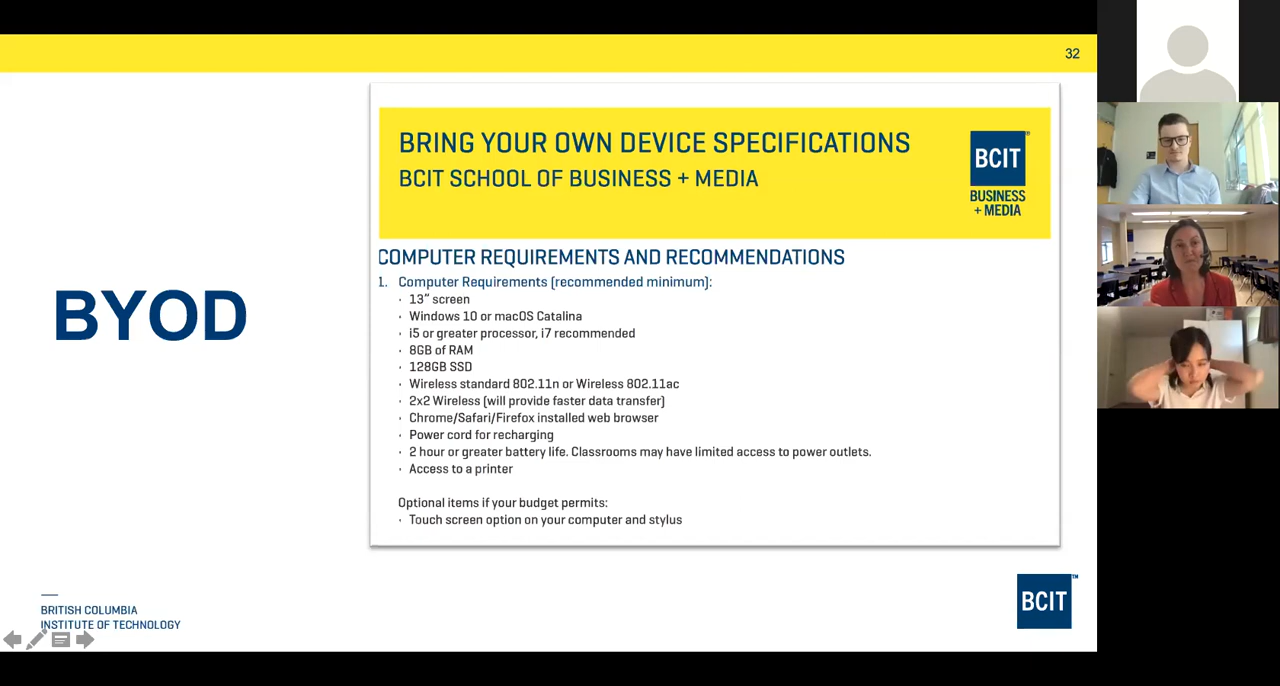 32
BRING YOUR OWN DEVICE SPECIFICATIONS
BCIT SCHOOL OF BUSINESS + MEDIA
BCIT®
BUSINESS
+ MEDIA
COMPUTER REQUIREMENTS AND RECOMMENDATIONS
1. Computer Requirements (recommended minimum):
· 13” screen
· Windows 10 or macOS Catalina
· i5 or greater processor, i7 recommended
· 8GB of RAM
· 128GB SSD
· Wireless standard 802.11n or Wireless 802.11ac
· 2x2 Wireless (will provide faster data transfer)
· Chrome/Safari/Firefox installed web browser
· Power cord for recharging
· 2 hour or greater battery life. Classrooms may have limited access to power outlets.
· Access to a printer
Optional items if your budget permits:
· Touch screen option on your computer and stylus
BYOD
BRITISH COLUMBIA
INSTITUTE OF TECHNOLOGY
BCIT™